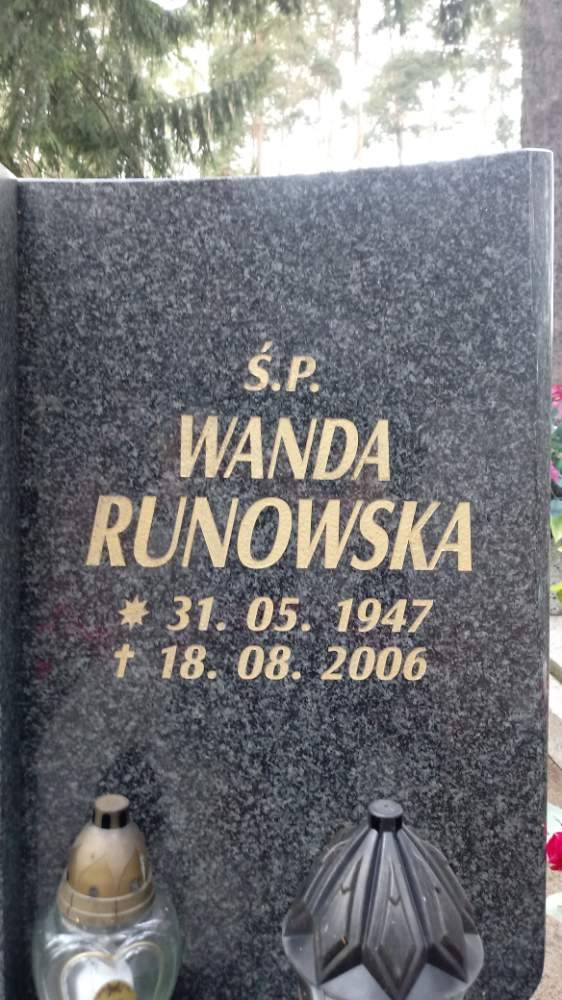 Ś.P.
WANDA
RUNOWSKA
* 31. 05. 1947
† 18. 08. 2006